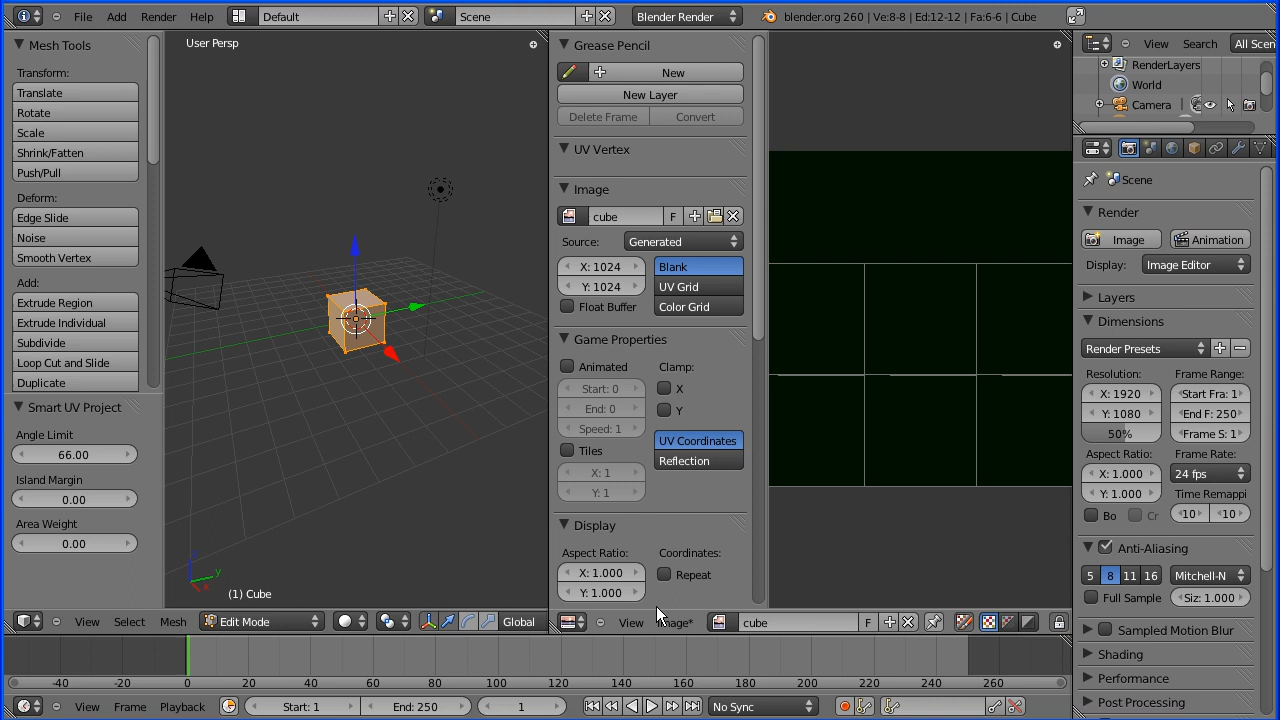 File Add Render Help Default Scene Blender Render blender.org 260 | Ve:8-8 | Ed:12-12 | Fa:6-6 | Cube
Mesh Tools
Transform:
Translate
Rotate
Scale
Shrink/Fatten
Push/Pull
Deform:
Edge Slide
Noise
Smooth Vertex
Add:
Extrude Region
Extrude Individual
Subdivide
Loop Cut and Slide
Duplicate
Smart UV Project
Angle Limit
66.00
Island Margin
0.00
Area Weight
0.00
User Persp
y
(1) Cube
View Select Mesh Edit Mode Global
Grease Pencil
New
New Layer
Delete Frame Convert
UV Vertex
Image
cube F
Source: Generated
X: 1024 Blank
Y: 1024 UV Grid
Float Buffer Color Grid
Game Properties
Animated Clamp:
Start: 0 X
End: 0 Y
Speed: 1
UV Coordinates
Tiles Reflection
X: 1
Y: 1
Display
Aspect Ratio: Coordinates:
X: 1.000 Repeat
Y: 1.000
View Image* cube F
View Search All Scen
RenderLayers
World
Camera
Scene
Render
Image Animation
Display: Image Editor
Layers
Dimensions
Render Presets
Resolution: Frame Range:
X: 1920 Start Fra: 1
Y: 1080 End F: 250
50% Frame S: 1
Aspect Ratio: Frame Rate:
X: 1.000 24 fps
Y: 1.000 Time Remappi
Bo Cr 10 10
Anti-Aliasing
5 8 11 16 Mitchell-N
Full Sample Siz: 1.000
Sampled Motion Blur
Shading
Performance
Post Processing
-40 -20 0 20 40 60 80 100 120 140 160 180 200 220 240 260
View Frame Playback Start: 1 End: 250 1 No Sync